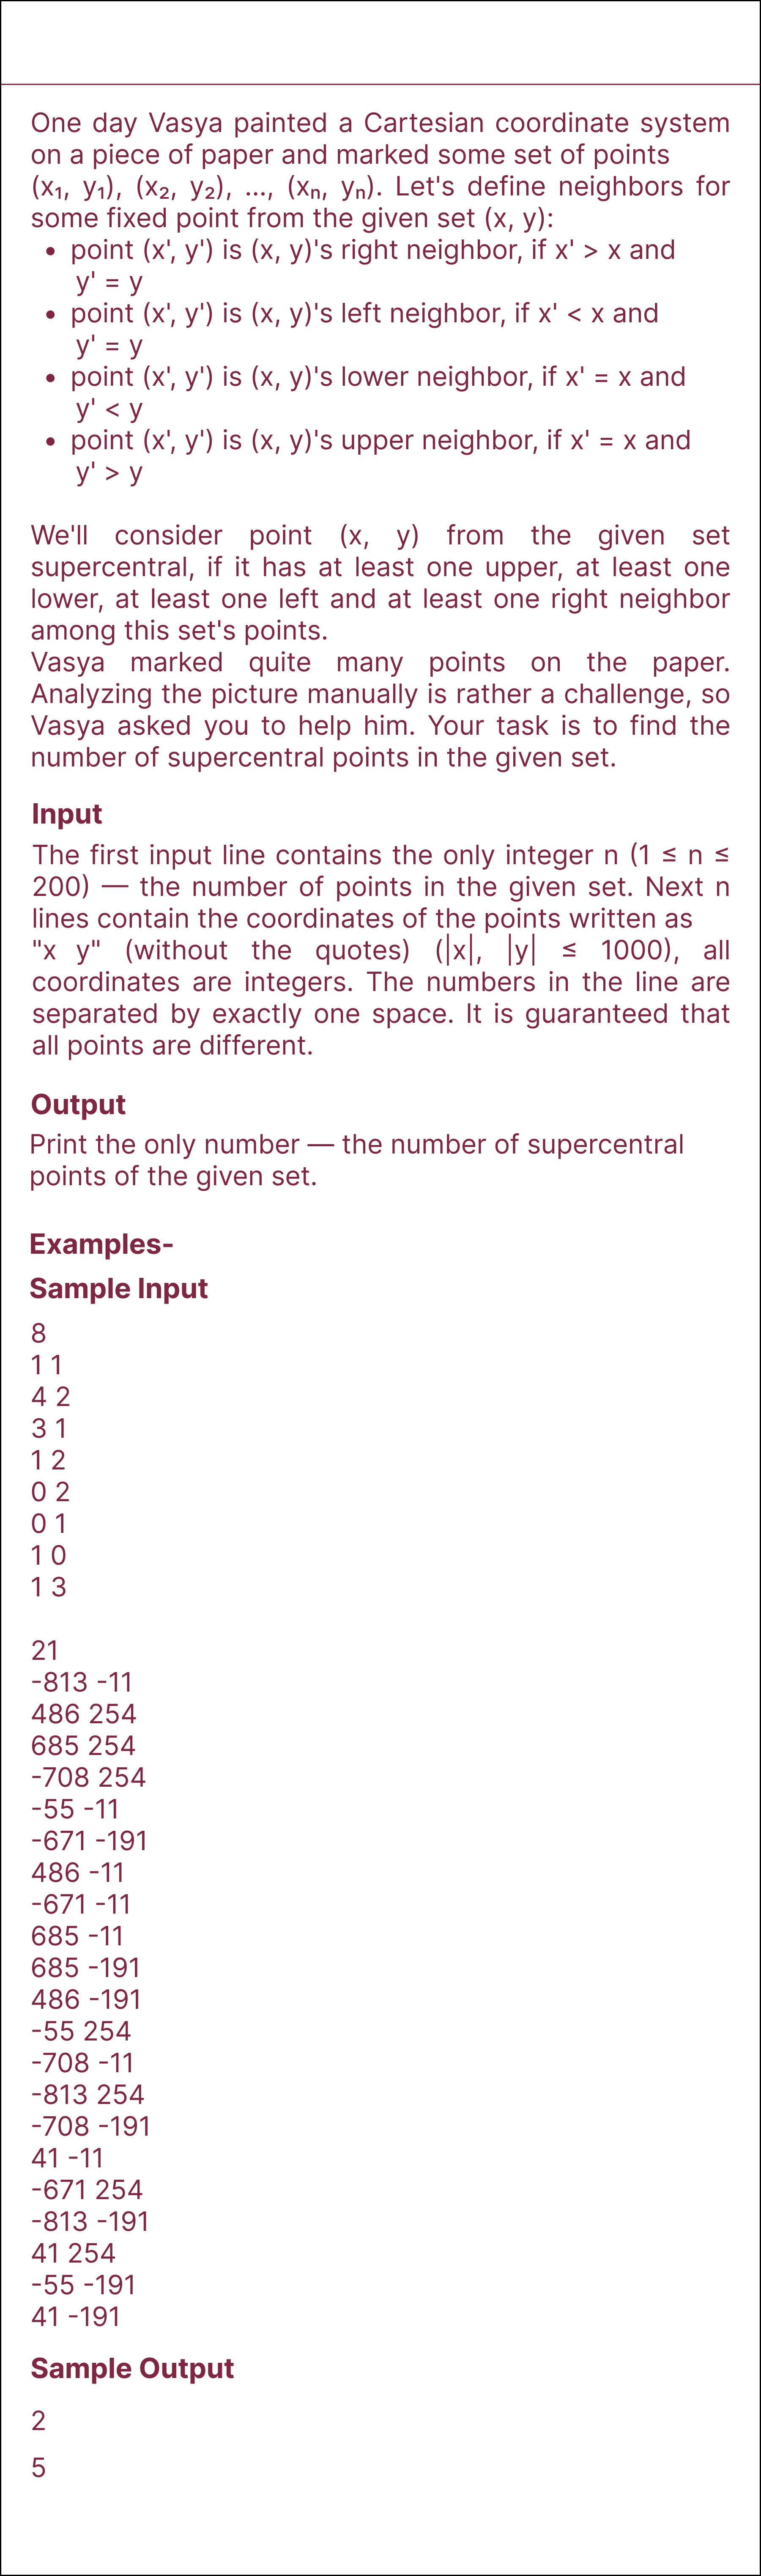 One day Vasya painted a Cartesian coordinate system
on a piece of paper and marked some set of points
(x₁, y₁), (x₂, y₂), ..., (xₙ, yₙ). Let's define neighbors for
some fixed point from the given set (x, y):
• point (x', y') is (x, y)'s right neighbor, if x' > x and
y' = y
• point (x', y') is (x, y)'s left neighbor, if x' < x and
y' = y
• point (x', y') is (x, y)'s lower neighbor, if x' = x and
y' < y
• point (x', y') is (x, y)'s upper neighbor, if x' = x and
y' > y
We'll consider point (x, y) from the given set
supercentral, if it has at least one upper, at least one
lower, at least one left and at least one right neighbor
among this set's points.
Vasya marked quite many points on the paper.
Analyzing the picture manually is rather a challenge, so
Vasya asked you to help him. Your task is to find the
number of supercentral points in the given set.
Input
The first input line contains the only integer n (1 ≤ n ≤
200) — the number of points in the given set. Next n
lines contain the coordinates of the points written as
"x y" (without the quotes) (|x|, |y| ≤ 1000), all
coordinates are integers. The numbers in the line are
separated by exactly one space. It is guaranteed that
all points are different.
Output
Print the only number — the number of supercentral
points of the given set.
Examples-
Sample Input
8
1 1
4 2
3 1
1 2
0 2
0 1
1 0
1 3
21
-813 -11
486 254
685 254
-708 254
-55 -11
-671 -191
486 -11
-671 -11
685 -11
685 -191
486 -191
-55 254
-708 -11
-813 254
-708 -191
41 -11
-671 254
-813 -191
41 254
-55 -191
41 -191
Sample Output
2
5